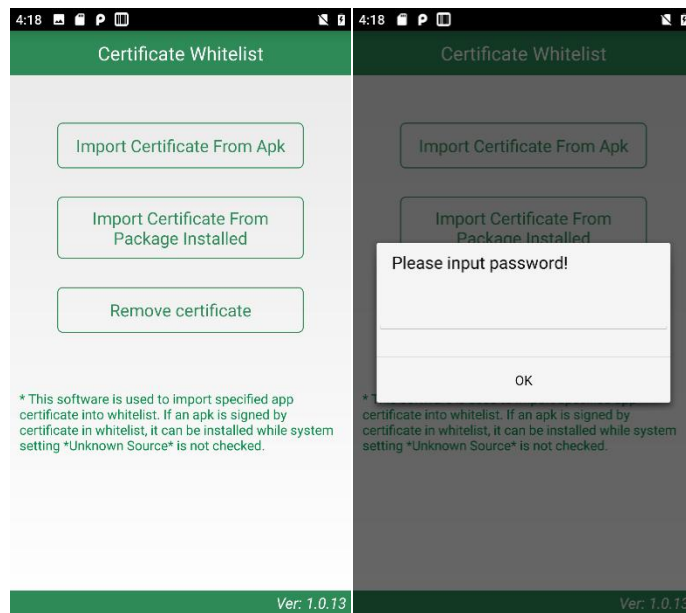 4:18
Certificate Whitelist
Import Certificate From Apk
Import Certificate From
Package Installed
Remove certificate
* This software is used to import specified app
certificate into whitelist. If an apk is signed by
certificate in whitelist, it can be installed while system
setting *Unknown Source* is not checked.
Ver: 1.0.13
4:18
Certificate Whitelist
Import Certificate From Apk
Import Certificate From
Package Installed
Please input password!
OK
certificate into whitelist. If an apk is signed by
certificate in whitelist, it can be installed while system
setting *Unknown Source* is not checked.
Ver: 1.0.13